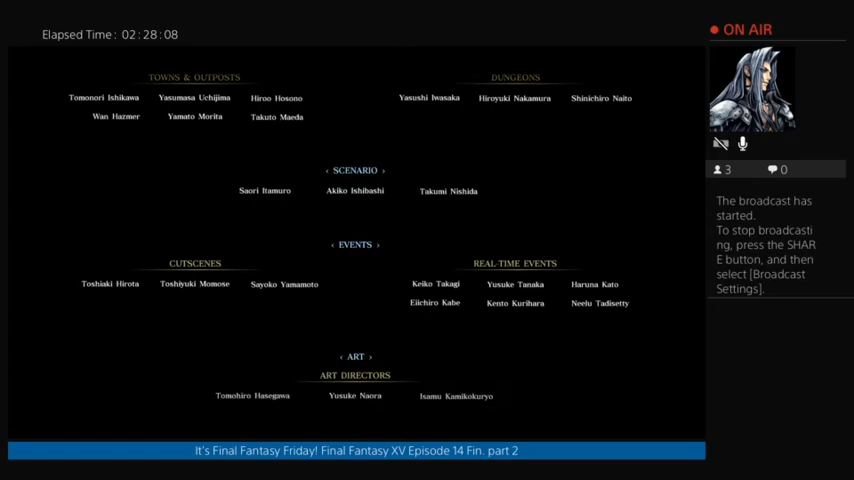 Elapsed Time: 02:28:08
ON AIR
TOWNS & OUTPOSTS
Tomonori Ishikawa Yasumasa Uchijima Hiroo Hosono
Wan Hazmer Yamato Morita Takuto Maeda
DUNGEONS
Yasushi Iwasaka Hiroyuki Nakamura Shinichiro Naito
‹ SCENARIO ›
Saori Itamuro Akiko Ishibashi Takumi Nishida
‹ EVENTS ›
CUTSCENES
Toshiaki Hirota Toshiyuki Momose Sayoko Yamamoto
REAL-TIME EVENTS
Keiko Takagi Yusuke Tanaka Haruna Kato
Eiichiro Kabe Kento Kurihara Neelu Tadisetty
‹ ART ›
ART DIRECTORS
Tomohiro Hasegawa Yusuke Naora Isamu Kamikokuryo
3 0
The broadcast has
started.
To stop broadcasti
ng, press the SHAR
E button, and then
select [Broadcast
Settings].
It's Final Fantasy Friday! Final Fantasy XV Episode 14 Fin. part 2